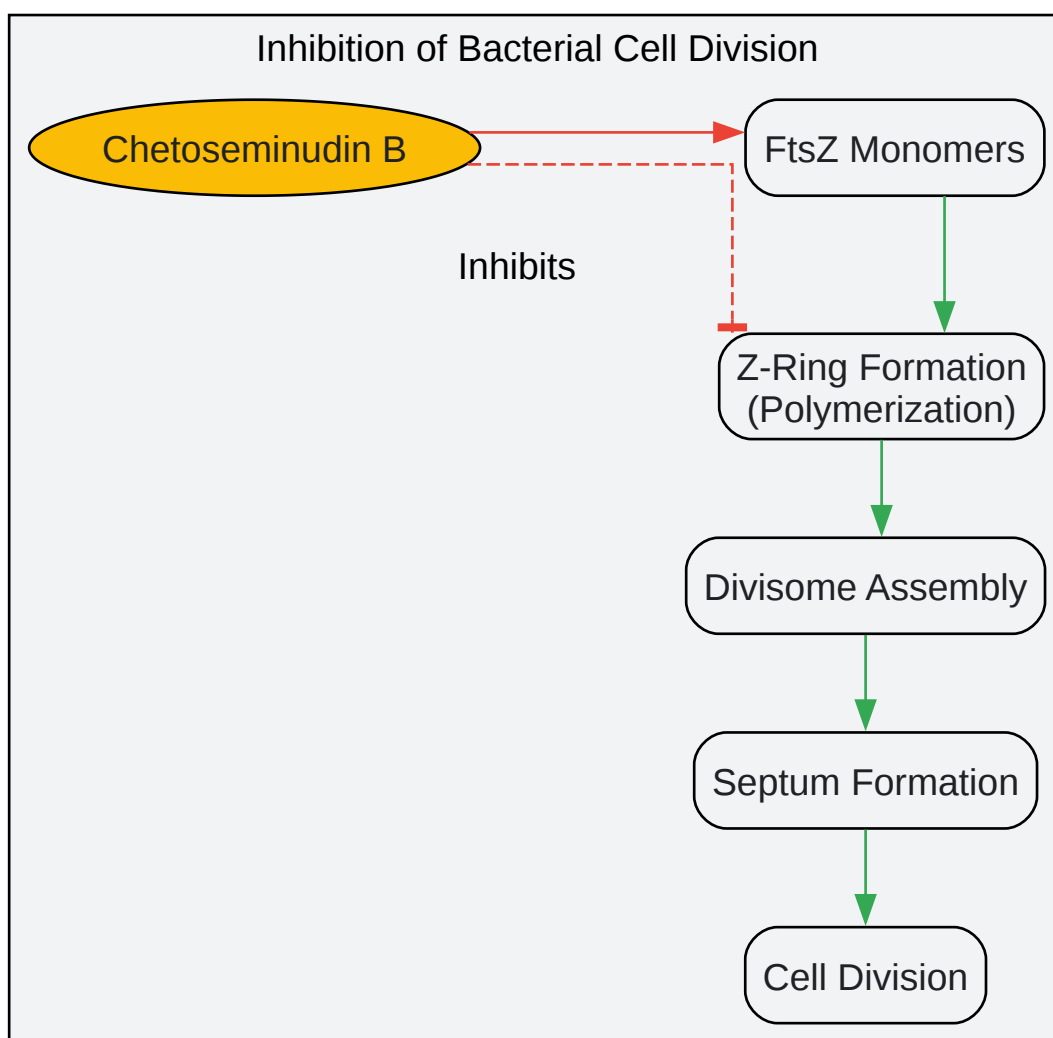 Inhibition of Bacterial Cell Division
Chetoseminudin B
FtsZ Monomers
Inhibits
Z-Ring Formation
(Polymerization)
Divisome Assembly
Septum Formation
Cell Division